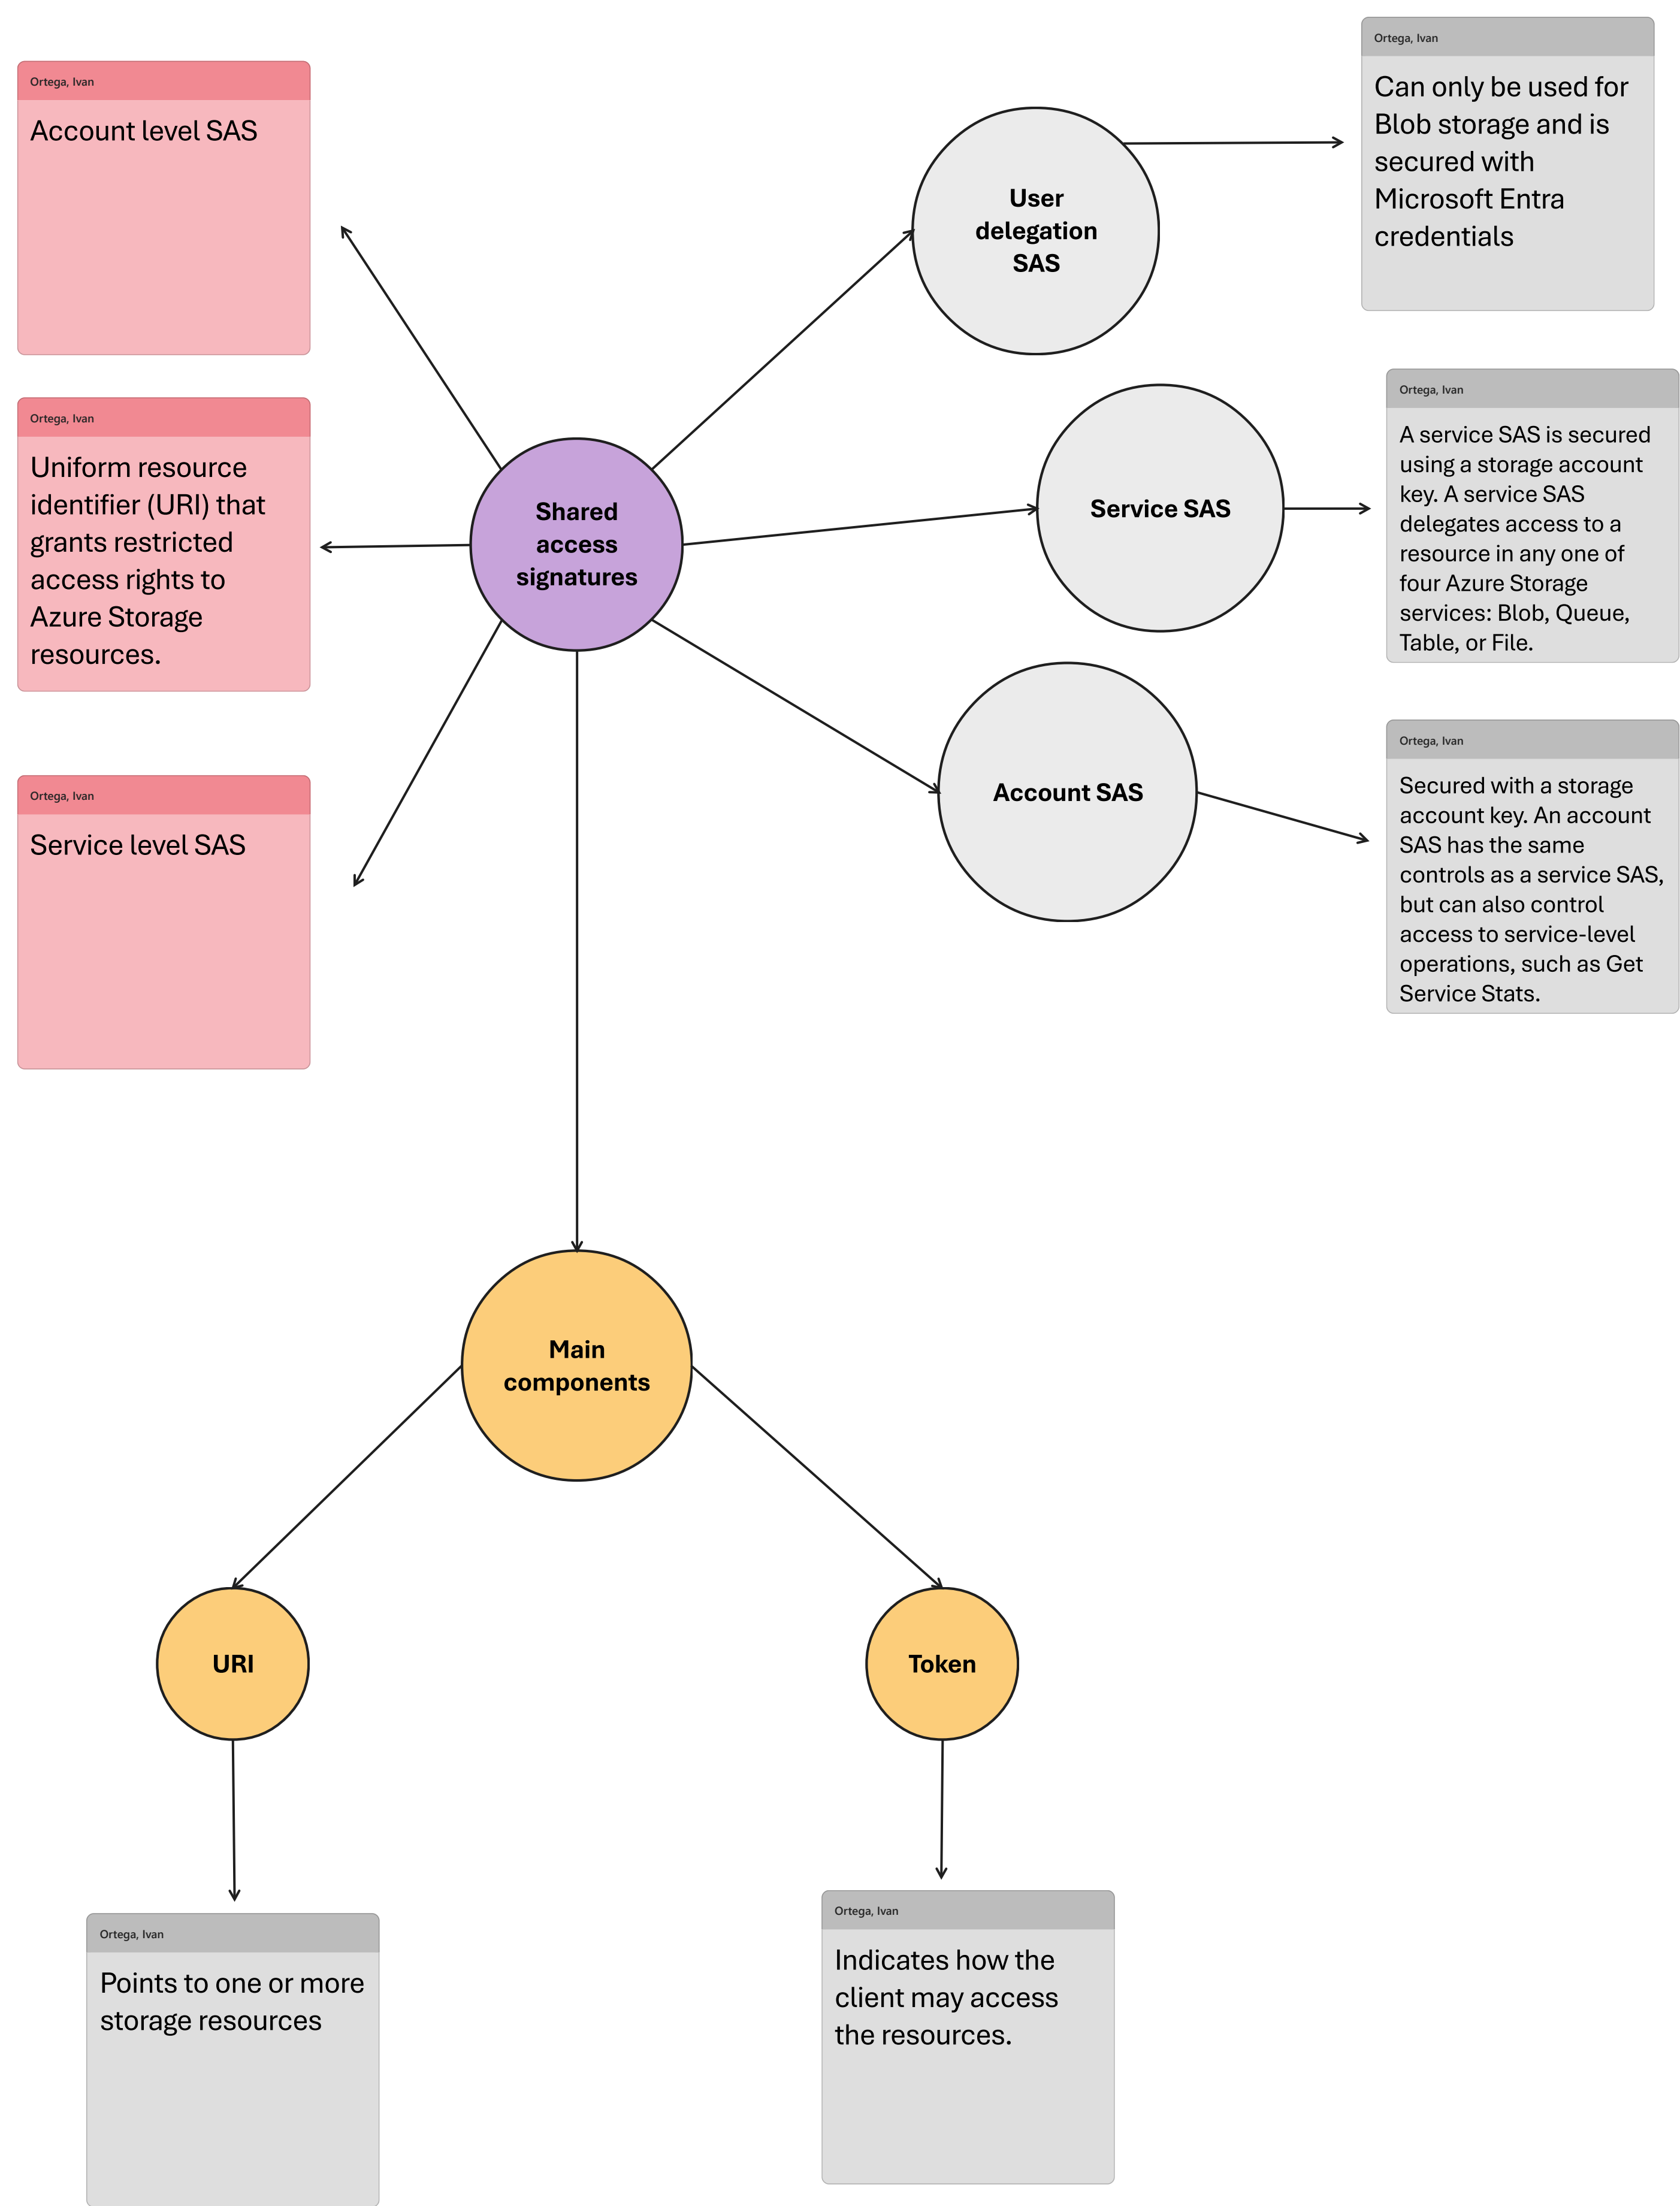 Ortega, Ivan
Account level SAS
Ortega, Ivan
Uniform resource
identifier (URI) that
grants restricted
access rights to
Azure Storage
resources.
Ortega, Ivan
Service level SAS
Shared
access
signatures
User
delegation
SAS
Ortega, Ivan
Can only be used for
Blob storage and is
secured with
Microsoft Entra
credentials
Service SAS
Ortega, Ivan
A service SAS is secured
using a storage account
key. A service SAS
delegates access to a
resource in any one of
four Azure Storage
services: Blob, Queue,
Table, or File.
Account SAS
Ortega, Ivan
Secured with a storage
account key. An account
SAS has the same
controls as a service SAS,
but can also control
access to service-level
operations, such as Get
Service Stats.
Main
components
URI
Token
Ortega, Ivan
Points to one or more
storage resources
Ortega, Ivan
Indicates how the
client may access
the resources.